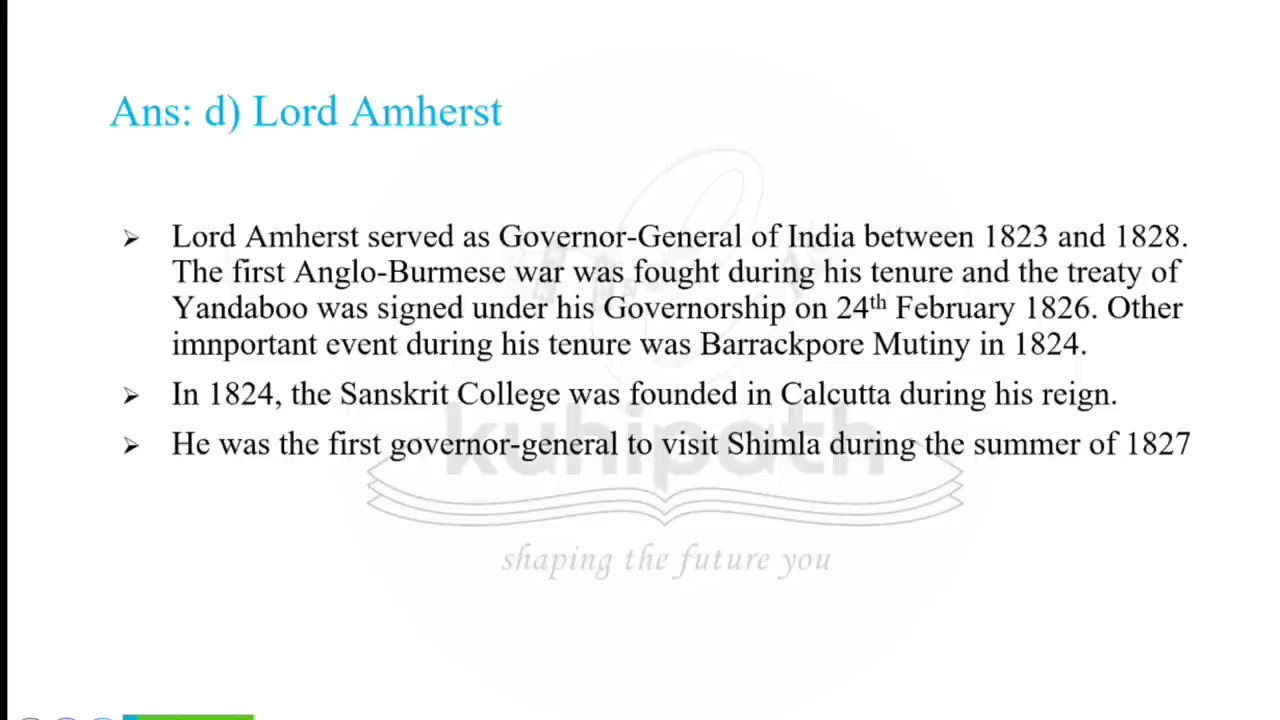 Ans: d) Lord Amherst
➢ Lord Amherst served as Governor-General of India between 1823 and 1828.
The first Anglo-Burmese war was fought during his tenure and the treaty of
Yandaboo was signed under his Governorship on 24th February 1826. Other
imnportant event during his tenure was Barrackpore Mutiny in 1824.
➢ In 1824, the Sanskrit College was founded in Calcutta during his reign.
➢ He was the first governor-general to visit Shimla during the summer of 1827
kuhipath
shaping the future you